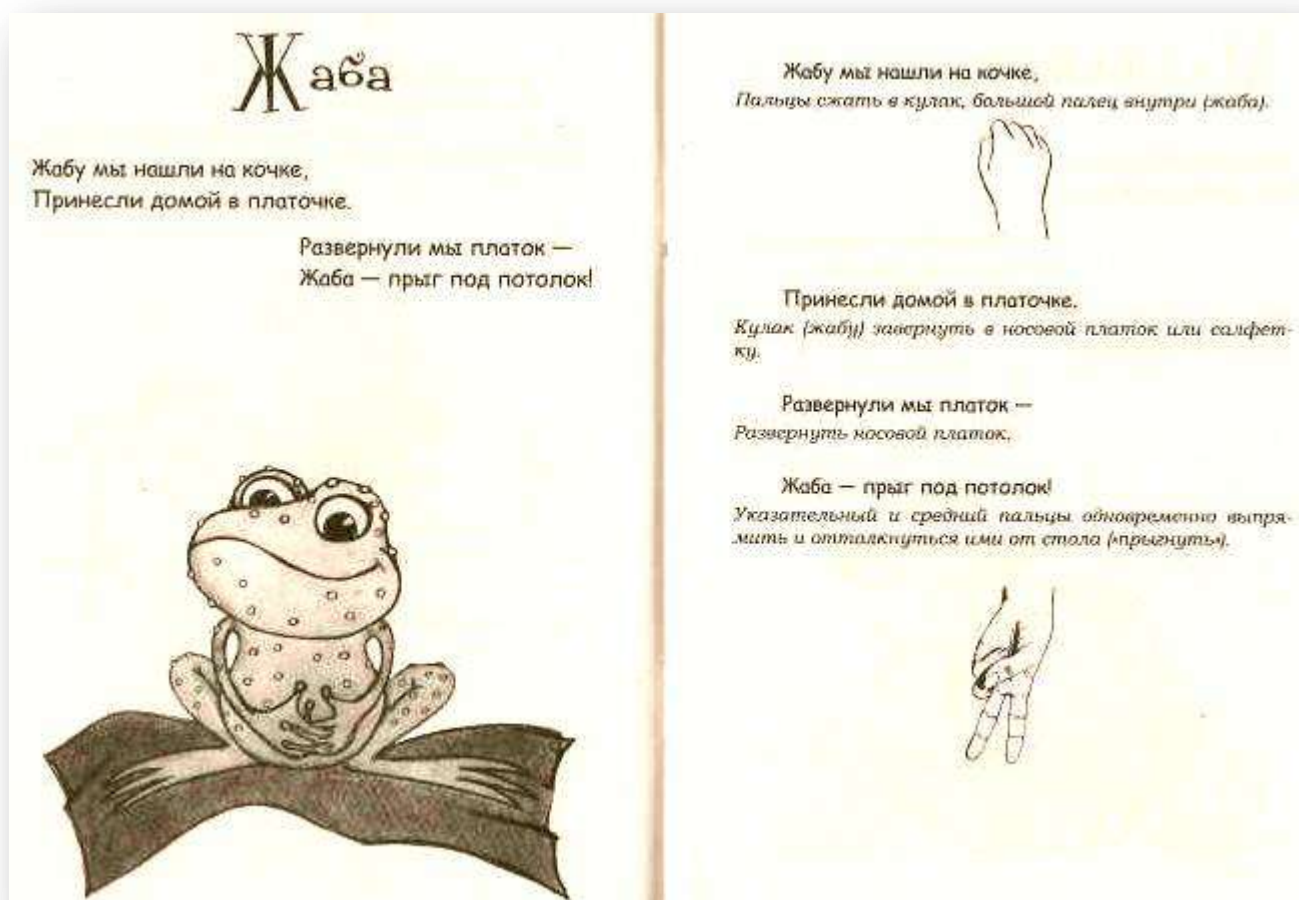 Жаба
Жабу мы нашли на кочке,
Принесли домой в платочке.
Развернули мы платок —
Жаба — прыг под потолок!
Жабу мы нашли на кочке,
Пальцы сжать в кулак, большой палец внутри (жаба).
Принесли домой в платочке.
Кулак (жабу) завернуть в носовой платок или салфет-
ку.
Развернули мы платок —
Развернуть носовой платок.
Жаба — прыг под потолок!
Указательный и средний пальцы одновременно выпря-
мить и оттолкнуться ими от стола («прыгнуть»).